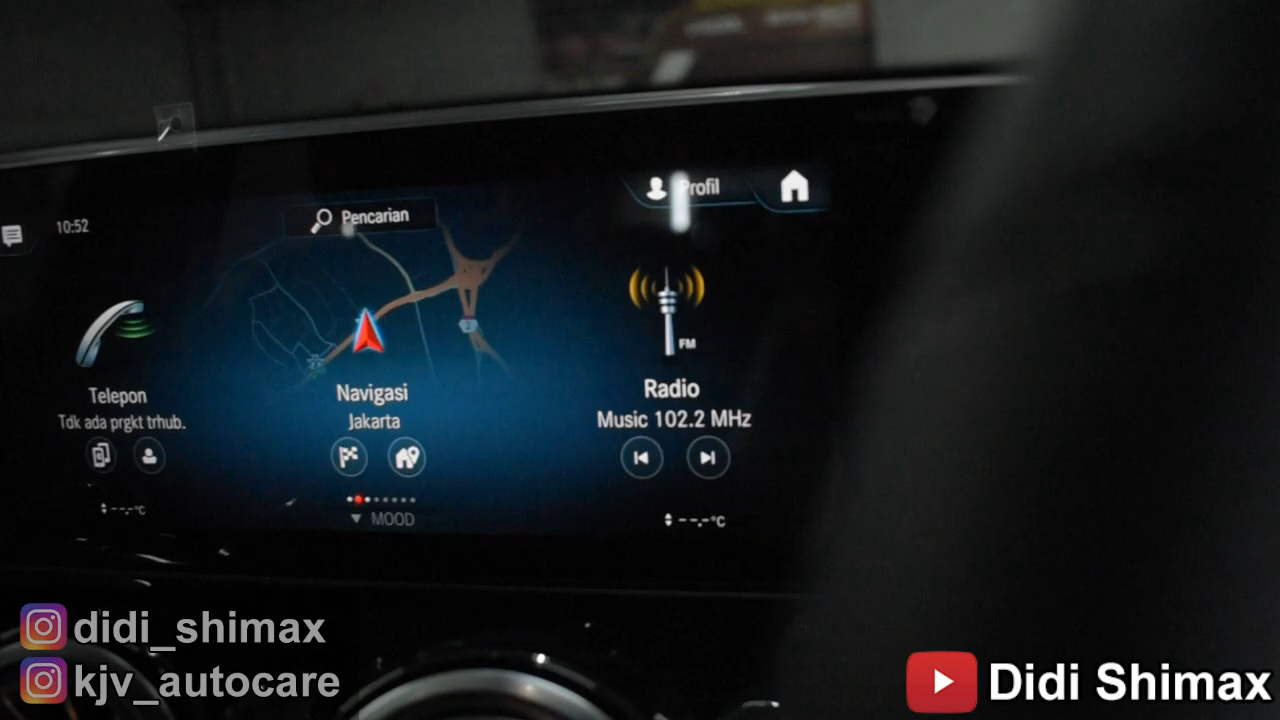 Profil
10:52
Pencarian
FM
2
Telepon
Tdk ada prgkt trhub.
Navigasi
Jakarta
Radio
Music 102.2 MHz
--,-°C
MOOD
--,-°C
didi_shimax
kjv_autocare
Didi Shimax